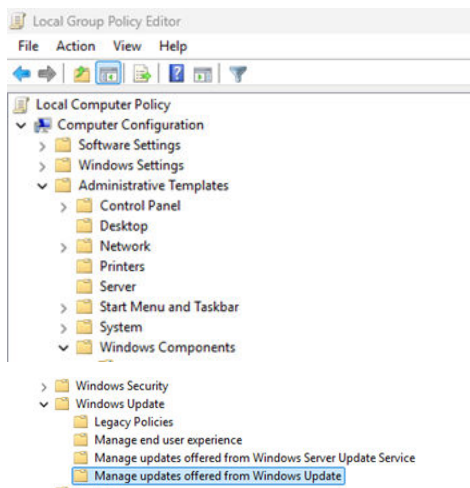 Local Group Policy Editor
File Action View Help
Local Computer Policy
Computer Configuration
Software Settings
Windows Settings
Administrative Templates
Control Panel
Desktop
Network
Printers
Server
Start Menu and Taskbar
System
Windows Components
Windows Security
Windows Update
Legacy Policies
Manage end user experience
Manage updates offered from Windows Server Update Service
Manage updates offered from Windows Update